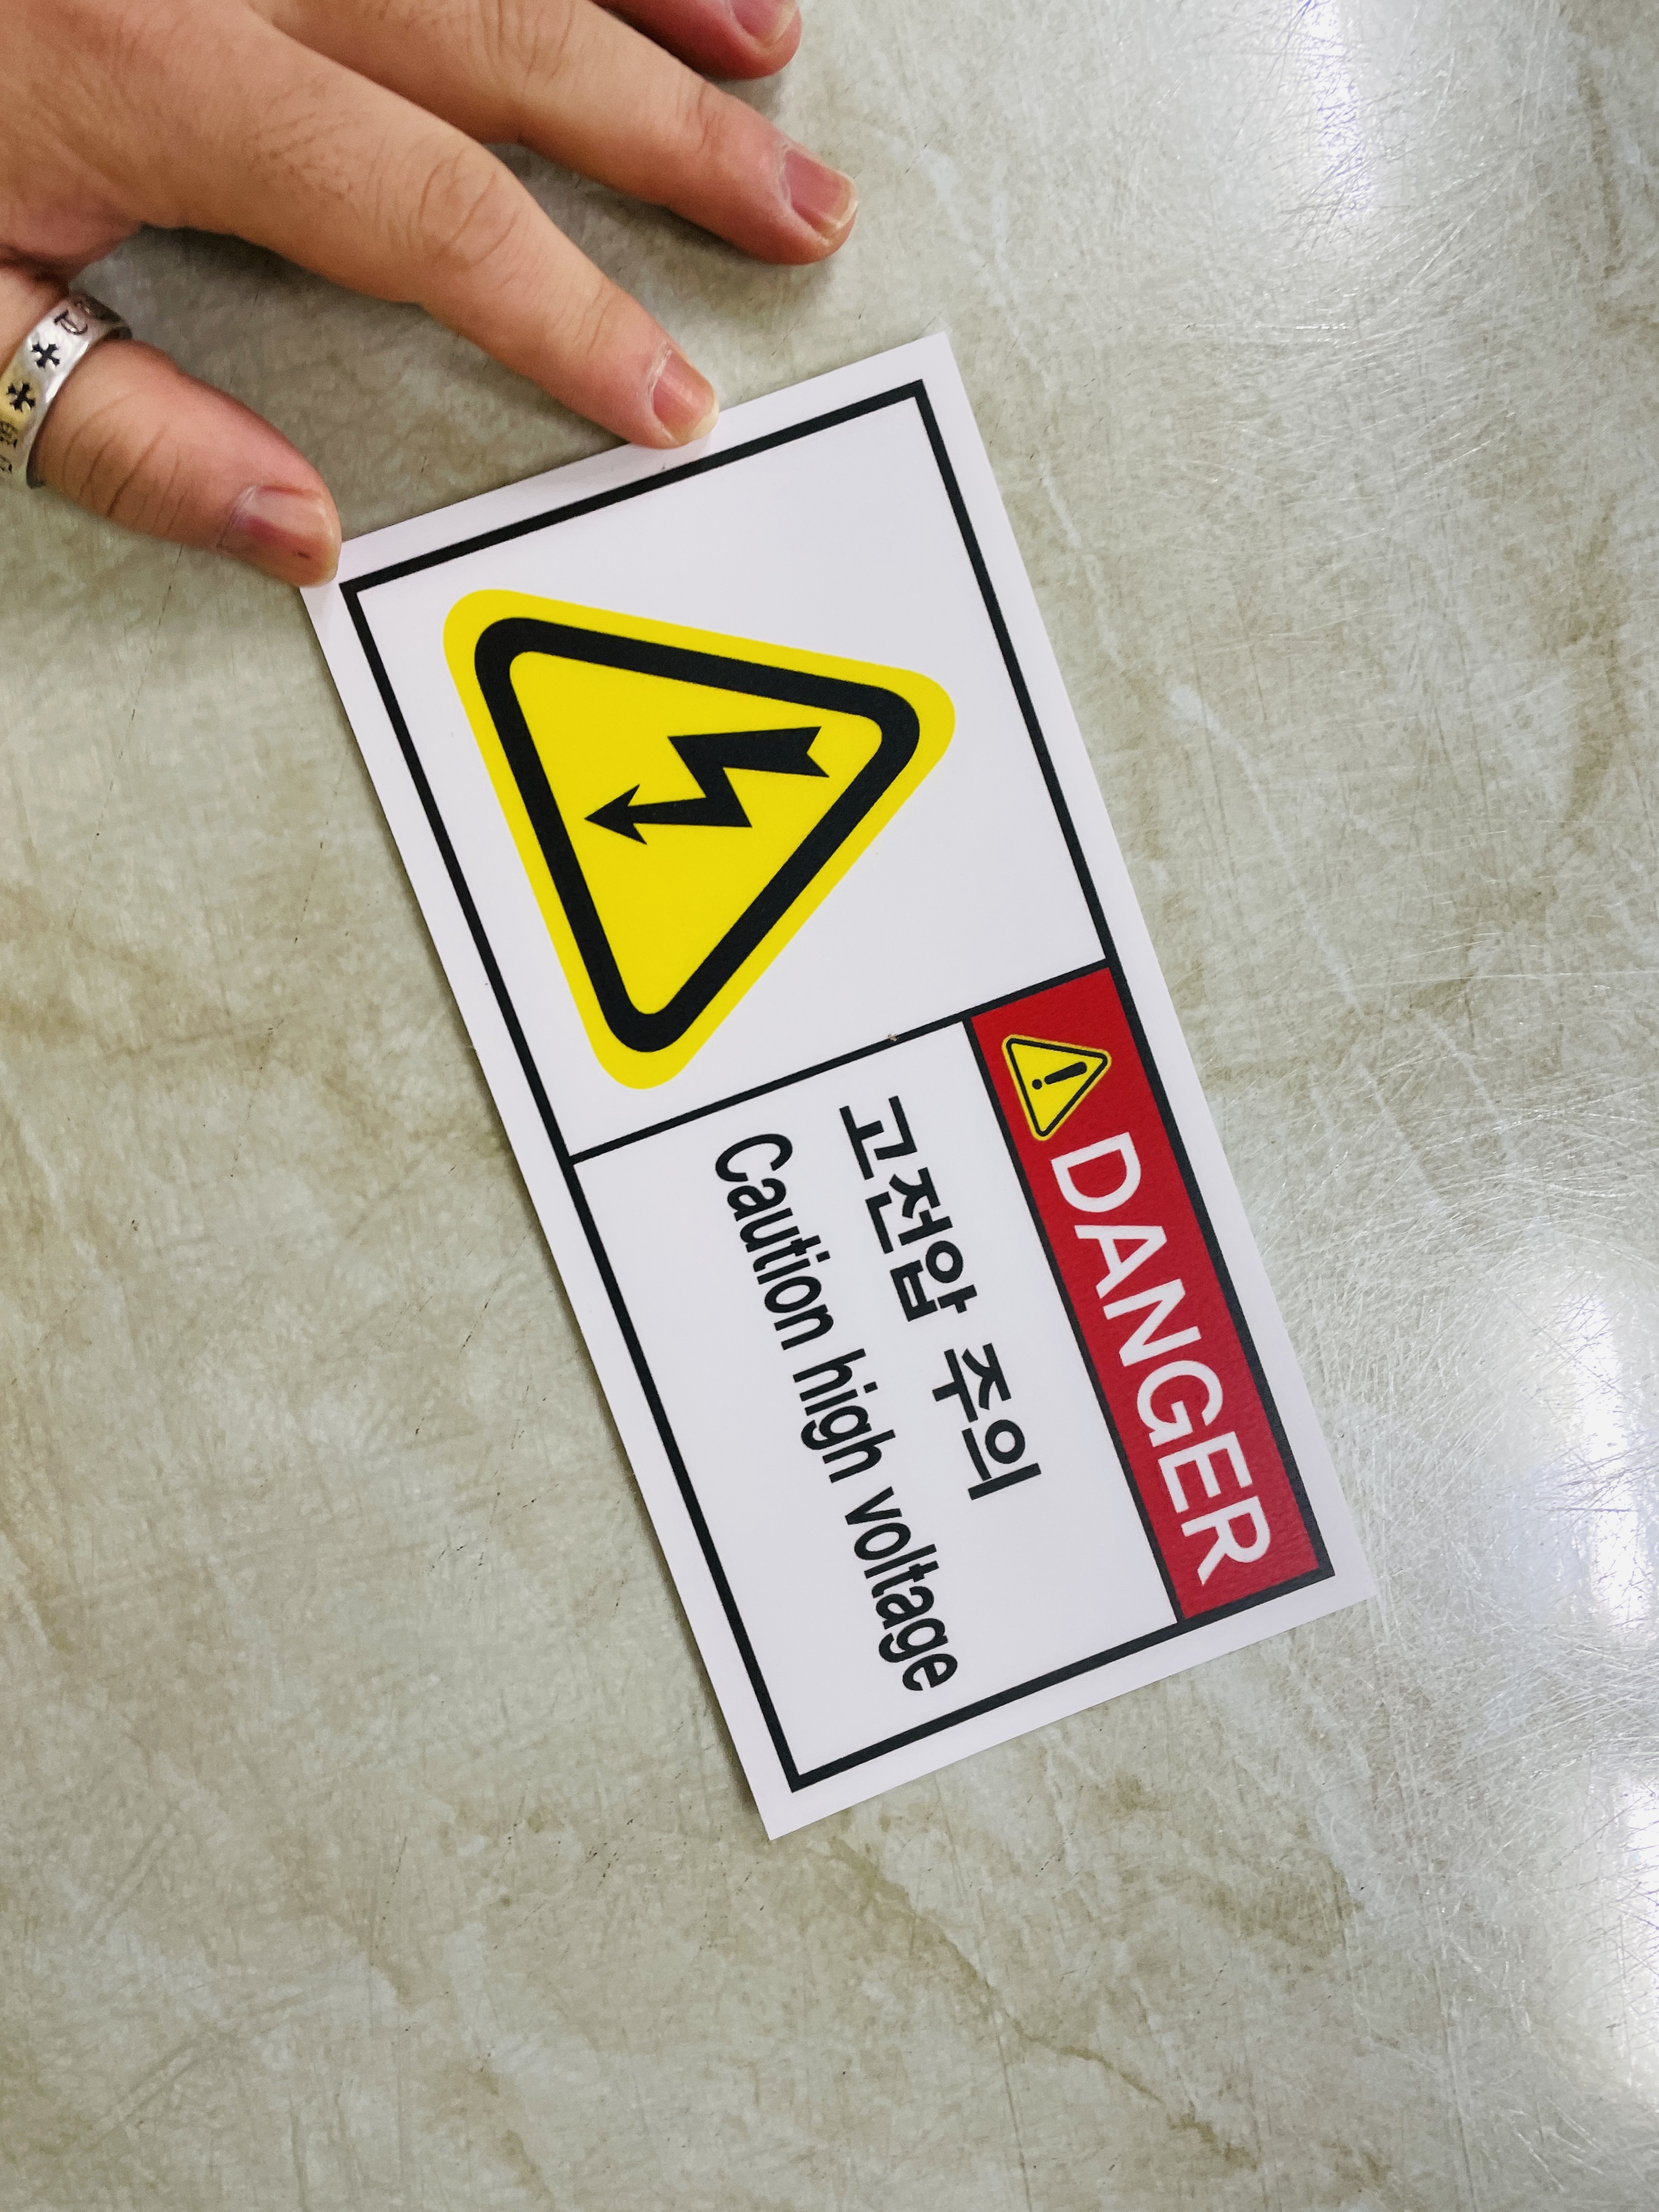 DANGER
고전압 주의
Caution high voltage